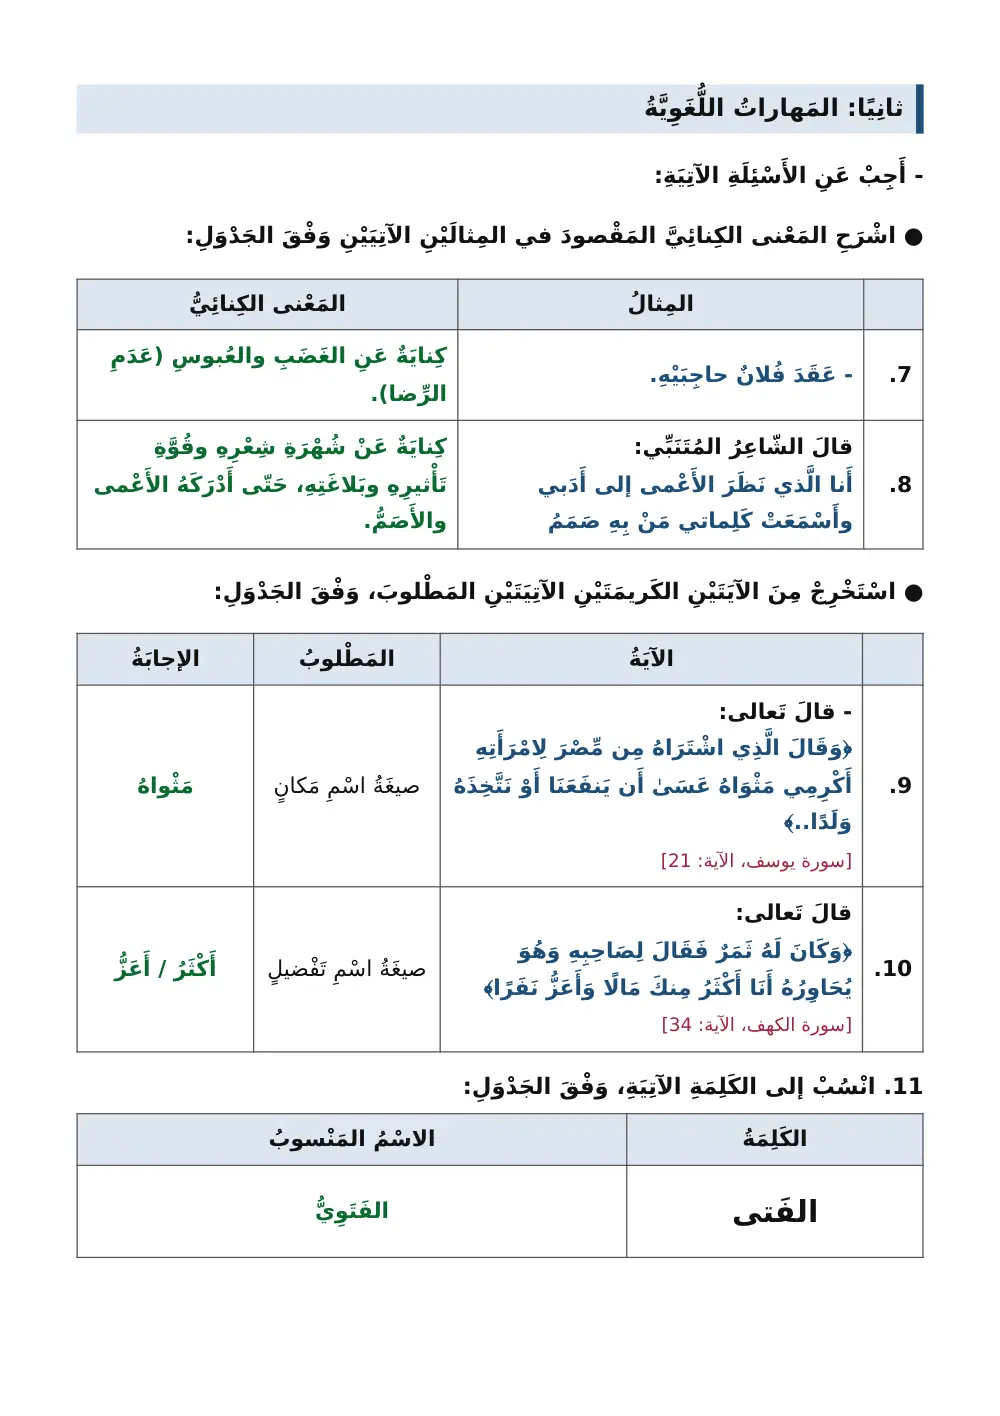 ثانِيًا: المَهاراتُ اللُّغَوِيَّةُ
- أَجِبْ عَنِ الأَسْئِلَةِ الآتِيَةِ:
● اشْرَحِ المَعْنى الكِنائِيَّ المَقْصودَ في المِثالَيْنِ الآتِيَيْنِ وَفْقَ الجَدْوَلِ:
المِثالُ
المَعْنى الكِنائِيُّ
7.
- عَقَدَ فُلانٌ حاجِبَيْهِ.
كِنايَةٌ عَنِ الغَضَبِ والعُبوسِ (عَدَمِ
الرِّضا).
8.
قالَ الشّاعِرُ المُتَنَبِّي:
أَنا الَّذي نَظَرَ الأَعْمى إلى أَدَبي
وأَسْمَعَتْ كَلِماتي مَنْ بِهِ صَمَمُ
كِنايَةٌ عَنْ شُهْرَةِ شِعْرِهِ وقُوَّةِ
تَأْثيرِهِ وبَلاغَتِهِ، حَتّى أَدْرَكَهُ الأَعْمى
والأَصَمُّ.
● اسْتَخْرِجْ مِنَ الآيَتَيْنِ الكَريمَتَيْنِ الآتِيَتَيْنِ المَطْلوبَ، وَفْقَ الجَدْوَلِ:
الآيَةُ
المَطْلوبُ
الإجابَةُ
9.
- قالَ تَعالى:
﴿وَقَالَ الَّذِي اشْتَرَاهُ مِن مِّصْرَ لِامْرَأَتِهِ
أَكْرِمِي مَثْوَاهُ عَسَىٰ أَن يَنفَعَنَا أَوْ نَتَّخِذَهُ
وَلَدًا..﴾
[سورة يوسف، الآية: 21]
صيغَةُ اسْمِ مَكانٍ
مَثْواهُ
10.
قالَ تَعالى:
﴿وَكَانَ لَهُ ثَمَرٌ فَقَالَ لِصَاحِبِهِ وَهُوَ
يُحَاوِرُهُ أَنَا أَكْثَرُ مِنكَ مَالًا وَأَعَزُّ نَفَرًا﴾
[سورة الكهف، الآية: 34]
صيغَةُ اسْمِ تَفْضيلٍ
أَكْثَرُ / أَعَزُّ
11. انْسُبْ إلى الكَلِمَةِ الآتِيَةِ، وَفْقَ الجَدْوَلِ:
الكَلِمَةُ
الاسْمُ المَنْسوبُ
الفَتى
الفَتَوِيُّ